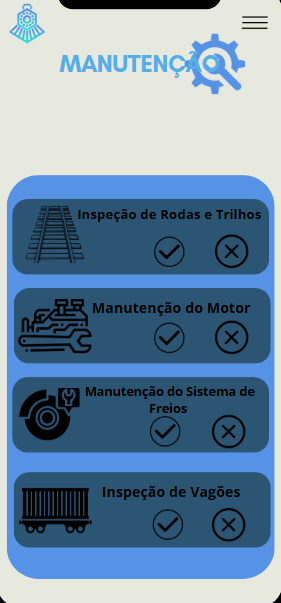 MANUTENÇÃO
Inspeção de Rodas e Trilhos
Manutenção do Motor
Manutenção do Sistema de
Freios
Inspeção de Vagões